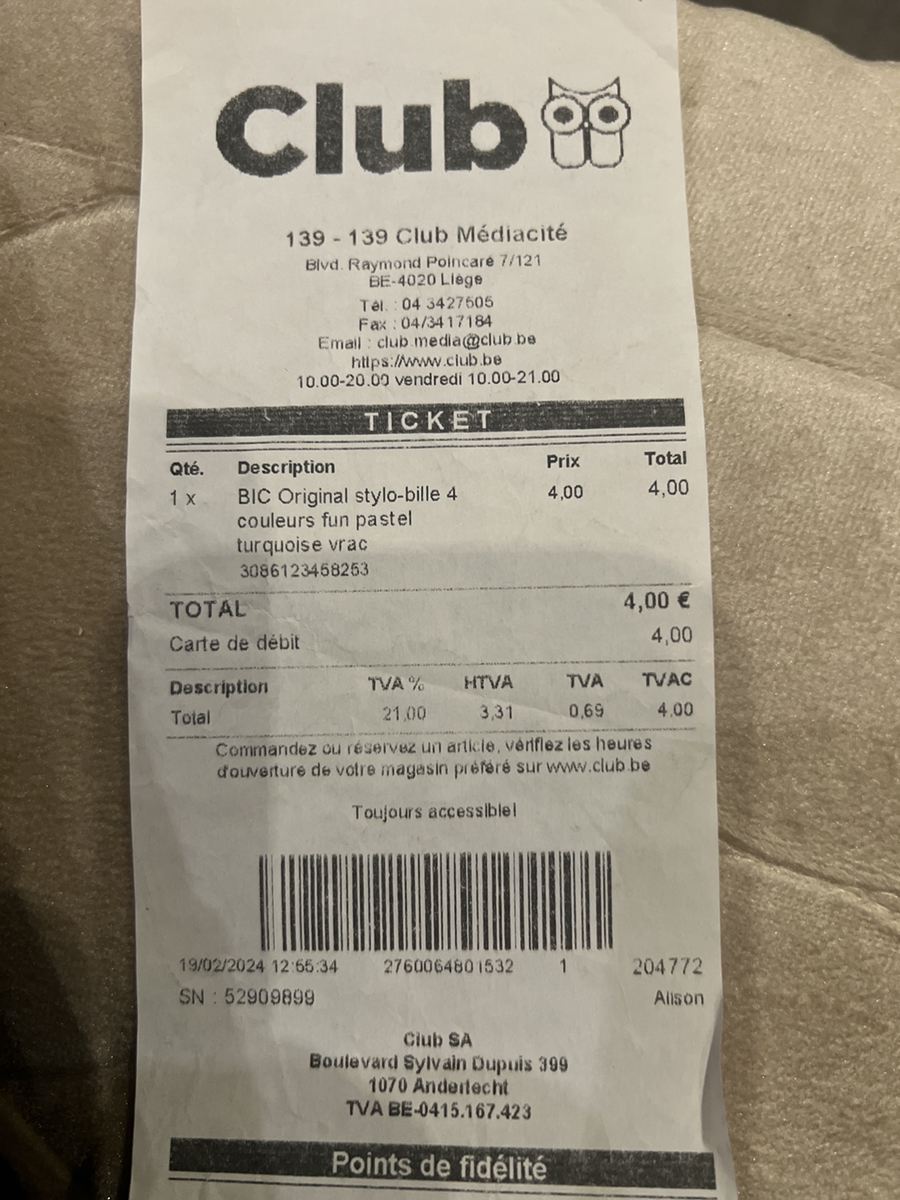 Club
139 - 139 Club Médiacité
Blvd. Raymond Poincaré 7/121
BE-4020 Liège
Tél. : 04 3427605
Fax : 04/3417184
Email : club.media@club.be
https://www.club.be
10.00-20.00 vendredi 10.00-21.00
TICKET
Qté. Description Prix Total
1 x BIC Original stylo-bille 4 4,00 4,00
couleurs fun pastel
turquoise vrac
3086123458253
TOTAL 4,00 €
Carte de débit 4,00
Description TVA % HTVA TVA TVAC
Total 21,00 3,31 0,69 4,00
Commandez ou réservez un article, vérifiez les heures
d'ouverture de votre magasin préféré sur www.club.be
Toujours accessible!
19/02/2024 12:55:34 2760064801532 1 204772
SN : 52909899 Alison
Club SA
Boulevard Sylvain Dupuis 399
1070 Anderlecht
TVA BE-0415.167.423
Points de fidélité